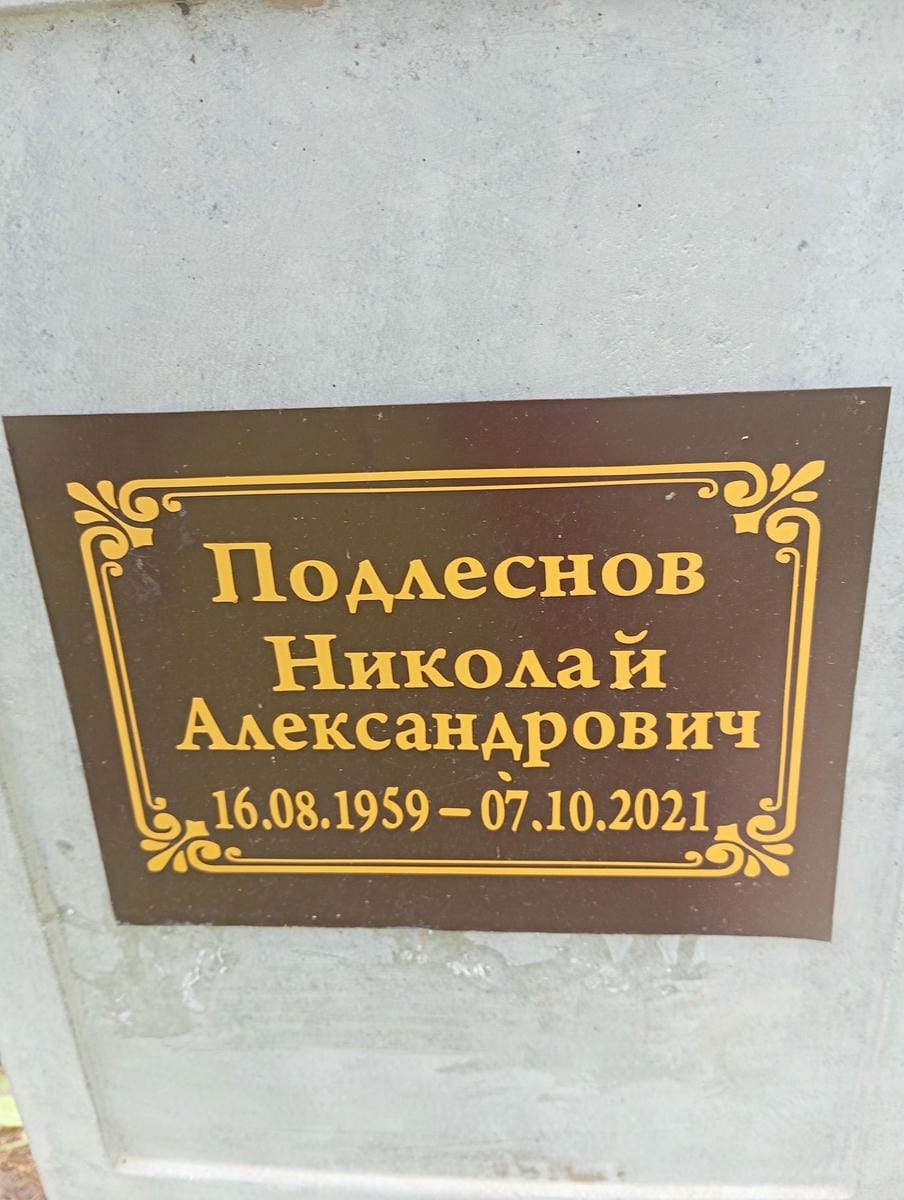 Подлеснов
Николай
Александрович
16.08.1959 – 07.10.2021